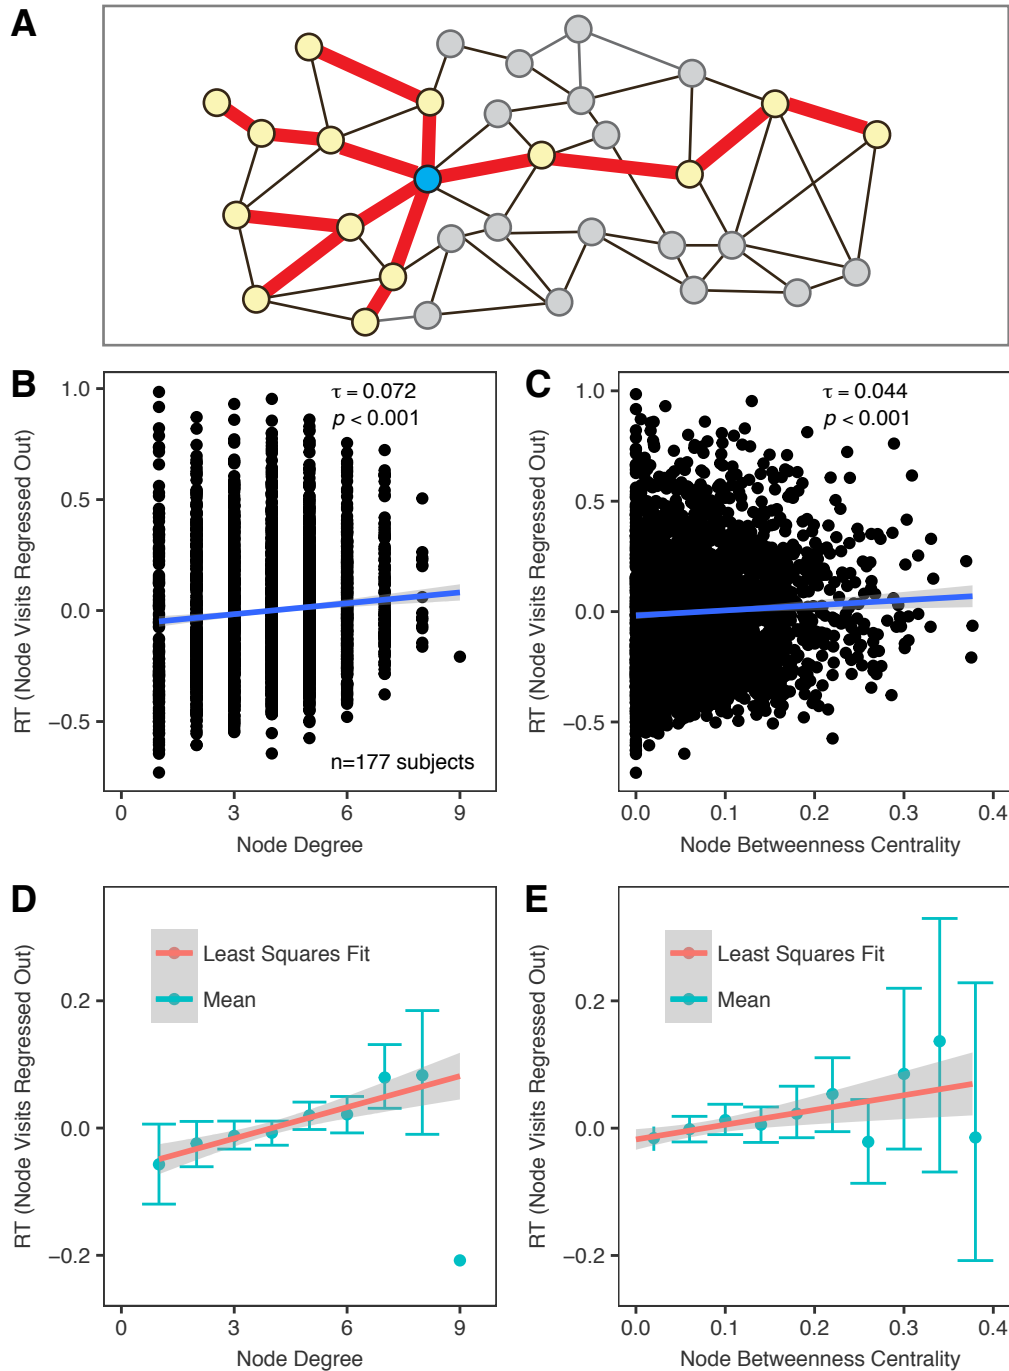 A
B
1.0
0.5
0.0
−0.5
RT (Node Visits Regressed Out)
τ = 0.072
p < 0.001
n=177 subjects
0
3
6
9
Node Degree
C
1.0
0.5
0.0
−0.5
RT (Node Visits Regressed Out)
τ = 0.044
p < 0.001
0.0
0.1
0.2
0.3
0.4
Node Betweenness Centrality
D
0.2
0.0
−0.2
RT (Node Visits Regressed Out)
Least Squares Fit
Mean
0
3
6
9
Node Degree
E
0.2
0.0
−0.2
RT (Node Visits Regressed Out)
Least Squares Fit
Mean
0.0
0.1
0.2
0.3
0.4
Node Betweenness Centrality